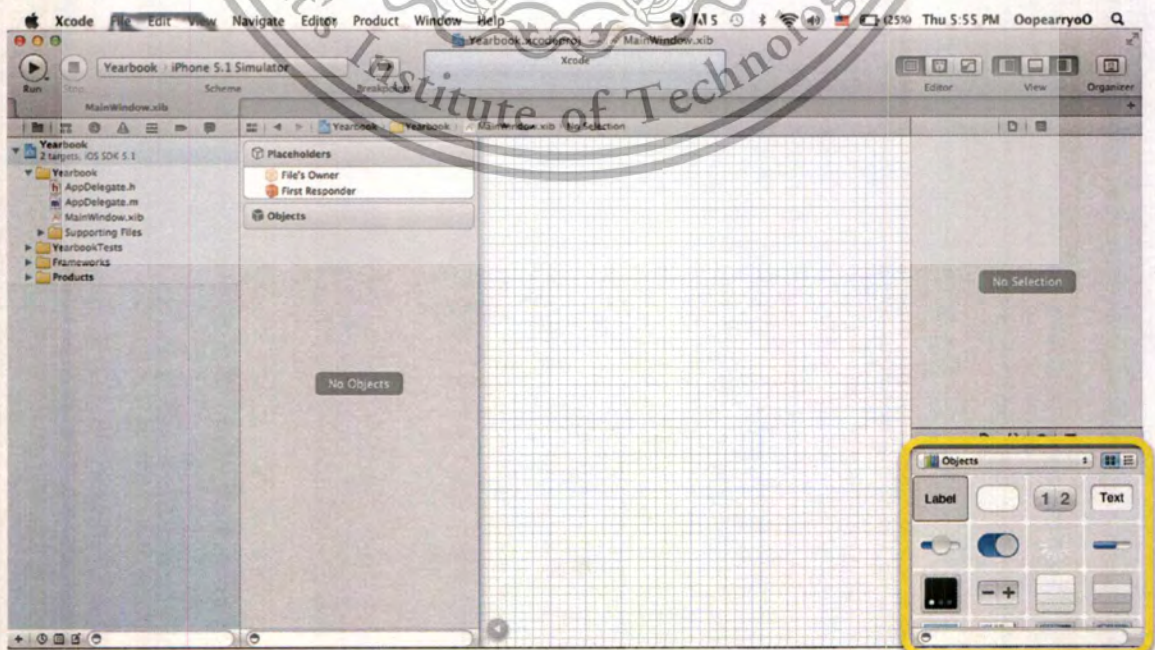 Xcode File Edit View Navigate Editor Product Window Help 5 (25%) Thu 5:55 PM OopearryoO
Yearbook.xcodeproj MainWindow.xib
Yearbook iPhone 5.1 Simulator
Xcode
Run Stop Scheme Breakpoints Editor View Organizer
's Institute of Technolo
MainWindow.xib
Yearbook Yearbook MainWindow.xib No Selection
Yearbook
2 targets, iOS SDK 5.1
Yearbook
AppDelegate.h
AppDelegate.m
MainWindow.xib
Supporting Files
YearbookTests
Frameworks
Products
Placeholders
File's Owner
First Responder
Objects
No Objects
No Selection
Objects
Label 1 2 Text